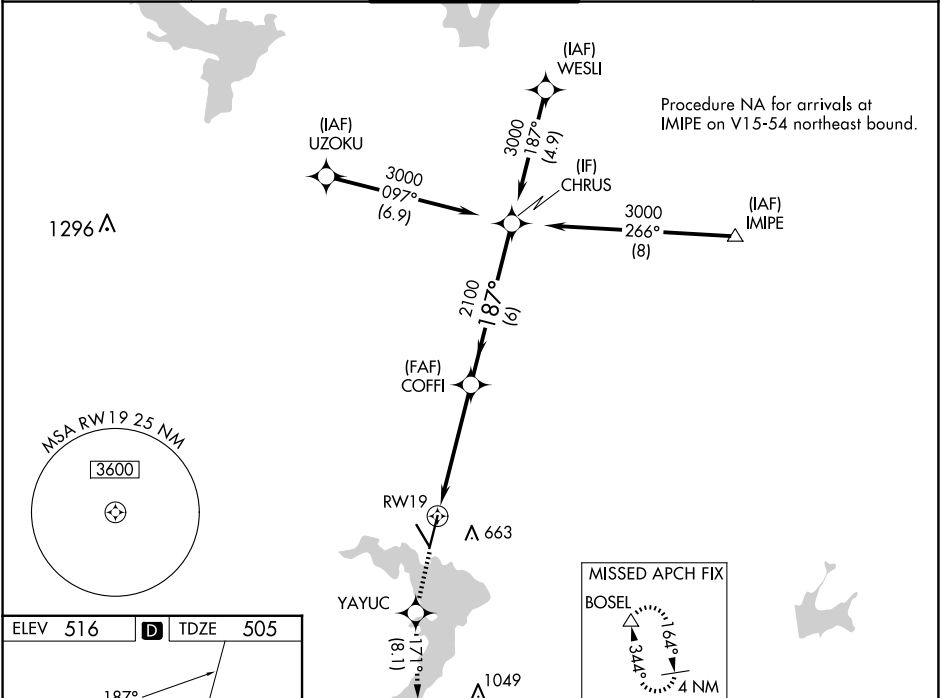 (IAF)
WESLI
Procedure NA for arrivals at
IMIPE on V15-54 northeast bound.
(IAF)
UZOKU
3000
187°
(4.9)
3000
097°
(6.9)
(IF)
CHRUS
(IAF)
IMIPE
3000
266°
(8)
1296
2100
187°
(6)
(FAF)
COFFI
MSA RW19 25 NM
3600
RW19
663
MISSED APCH FIX
BOSEL
164°
344°
4 NM
YAYUC
171°
(8.1)
1049
ELEV 516 D TDZE 505
187°